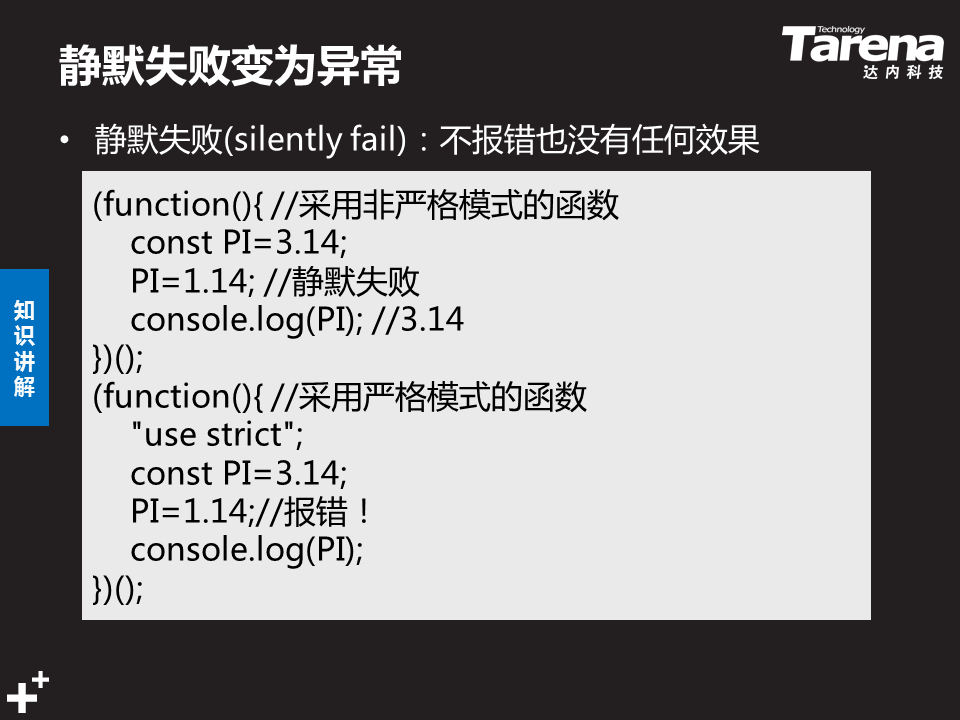 静默失败变为异常
Technology
Tarena
达内科技
• 静默失败(silently fail)：不报错也没有任何效果
(function(){ //采用非严格模式的函数
const PI=3.14;
PI=1.14; //静默失败
console.log(PI); //3.14
})();
(function(){ //采用严格模式的函数
"use strict";
const PI=3.14;
PI=1.14;//报错！
console.log(PI);
})();
知
识
讲
解